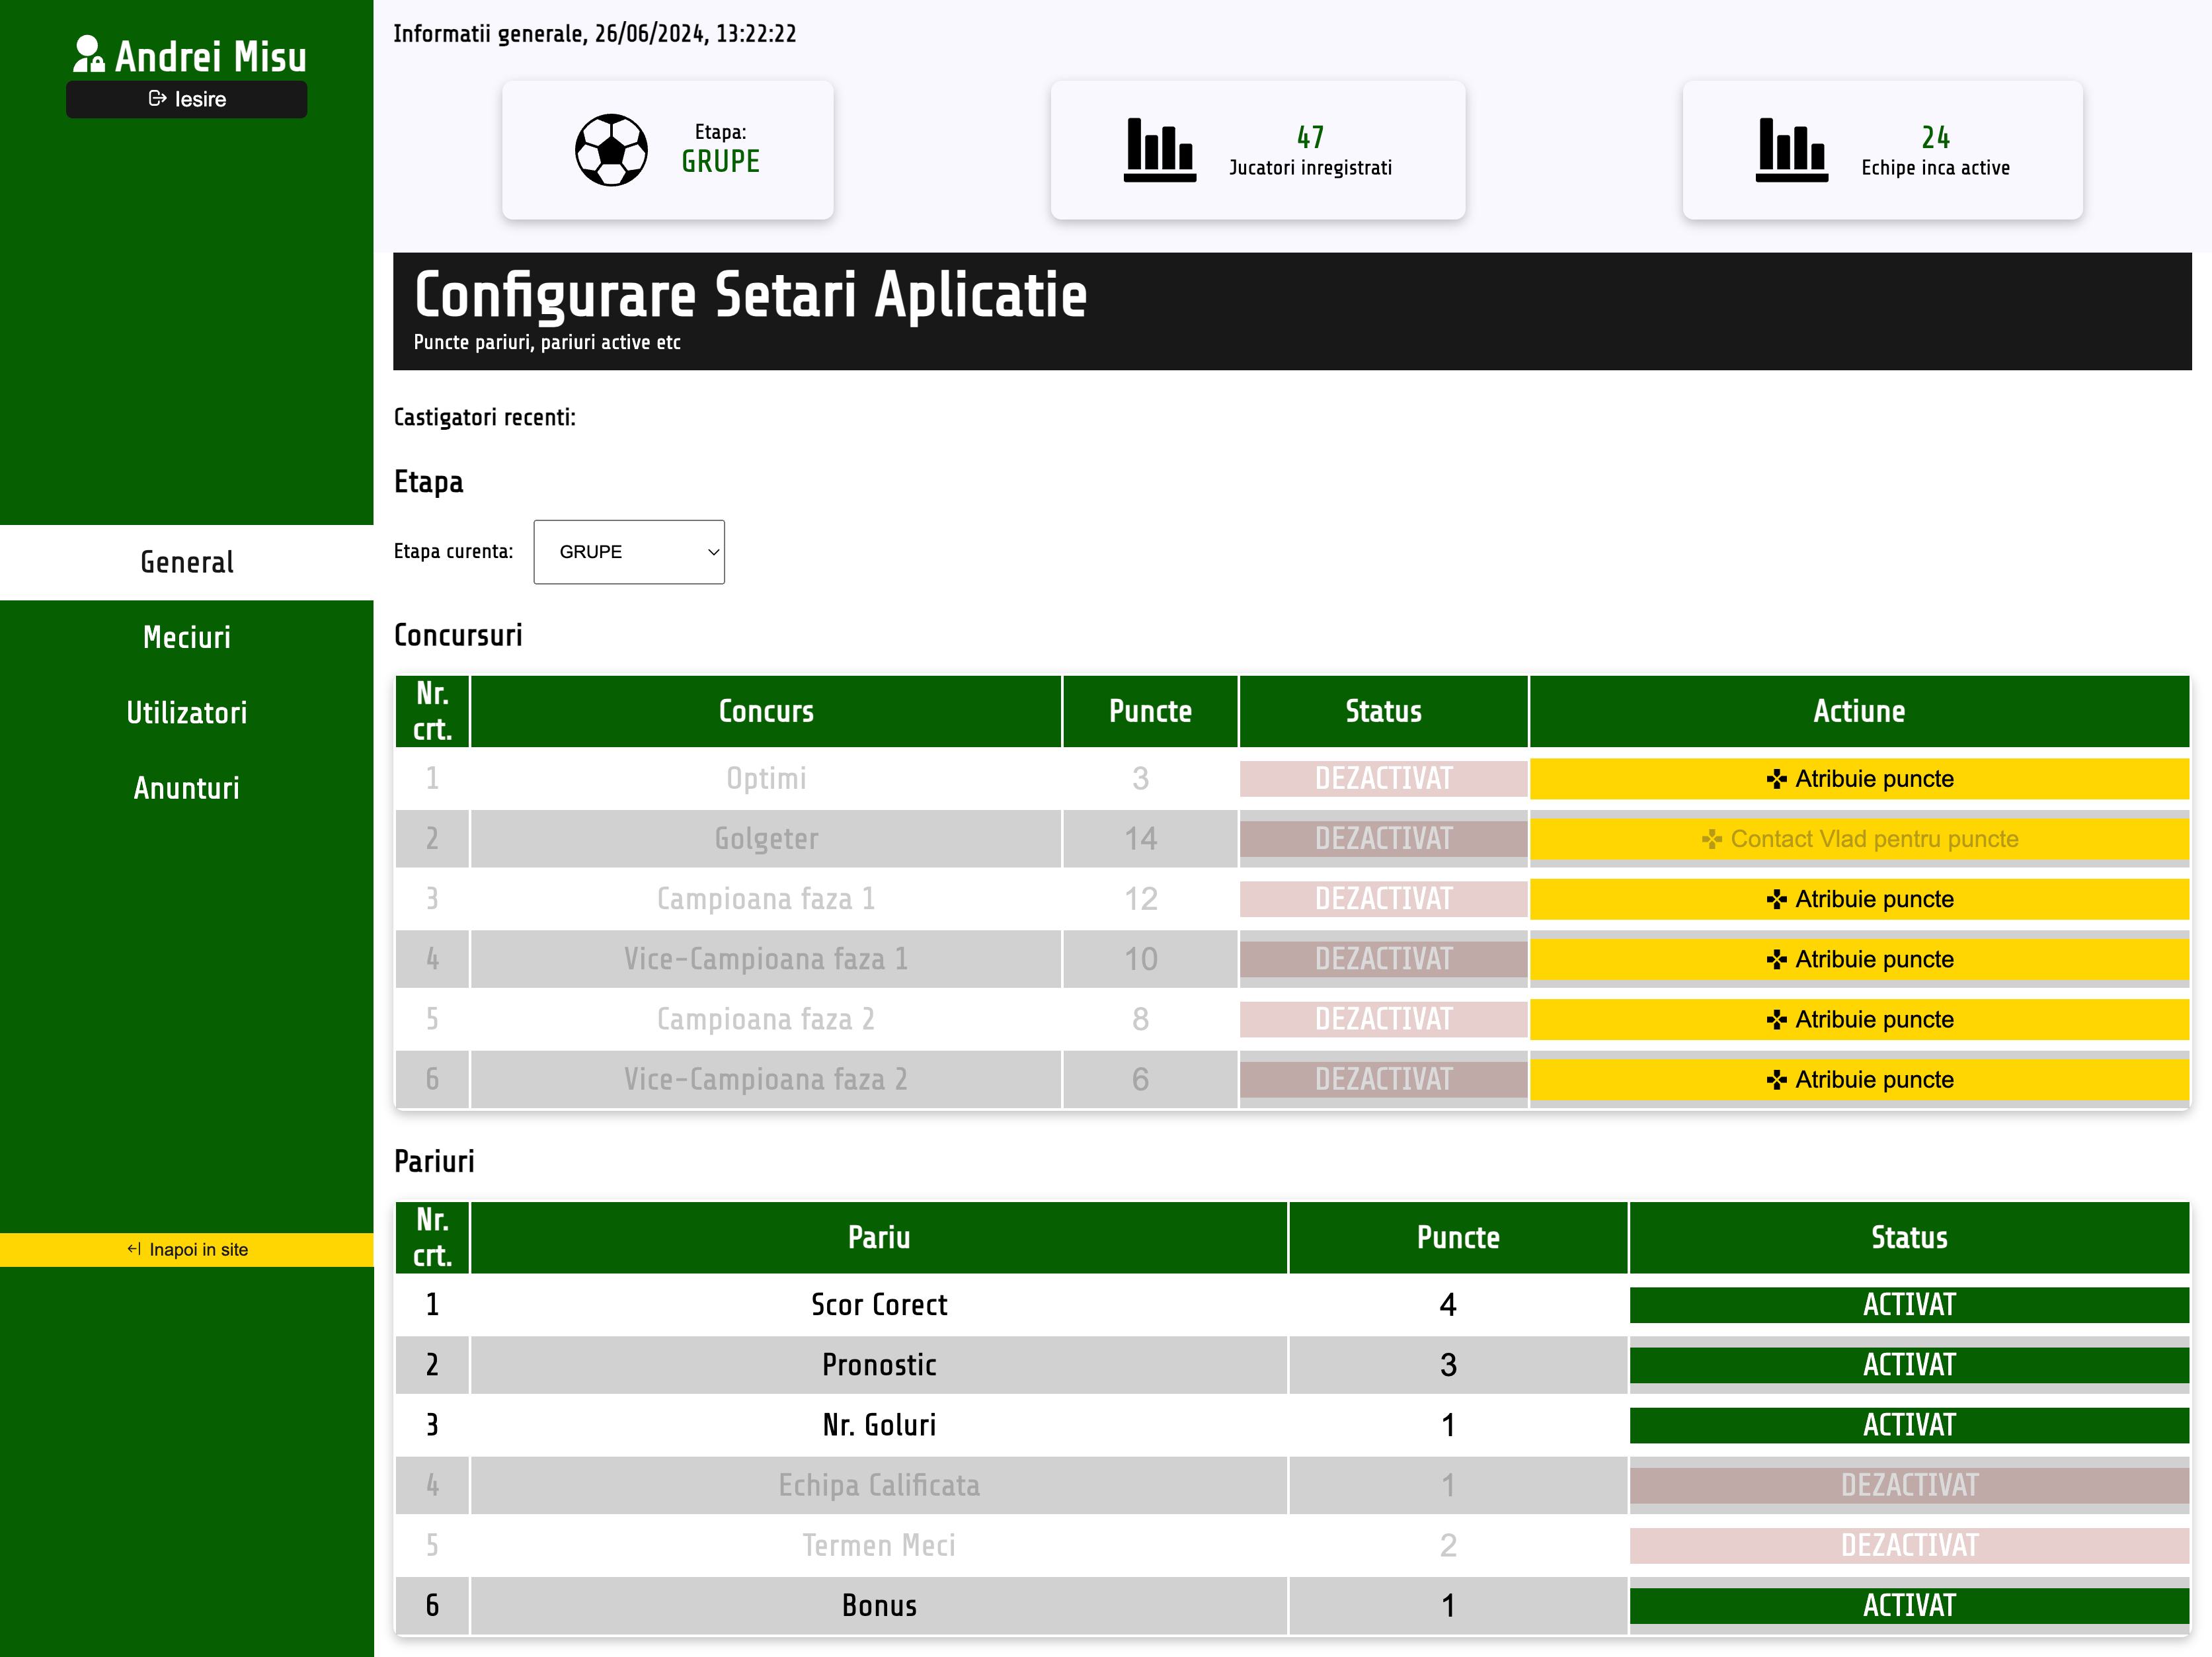 Andrei Misu
Iesire
General
Meciuri
Utilizatori
Anunturi
Inapoi in site
Informatii generale, 26/06/2024, 13:22:22
Etapa:
GRUPE
47
Jucatori inregistrati
24
Echipe inca active
Configurare Setari Aplicatie
Puncte pariuri, pariuri active etc
Castigatori recenti:
Etapa
Etapa curenta: GRUPE
Concursuri
Nr. crt. Concurs Puncte Status Actiune
1 Optimi 3 DEZACTIVAT Atribuie puncte
2 Golgeter 14 DEZACTIVAT Contact Vlad pentru puncte
3 Campioana faza 1 12 DEZACTIVAT Atribuie puncte
4 Vice-Campioana faza 1 10 DEZACTIVAT Atribuie puncte
5 Campioana faza 2 8 DEZACTIVAT Atribuie puncte
6 Vice-Campioana faza 2 6 DEZACTIVAT Atribuie puncte
Pariuri
Nr. crt. Pariu Puncte Status
1 Scor Corect 4 ACTIVAT
2 Pronostic 3 ACTIVAT
3 Nr. Goluri 1 ACTIVAT
4 Echipa Calificata 1 DEZACTIVAT
5 Termen Meci 2 DEZACTIVAT
6 Bonus 1 ACTIVAT